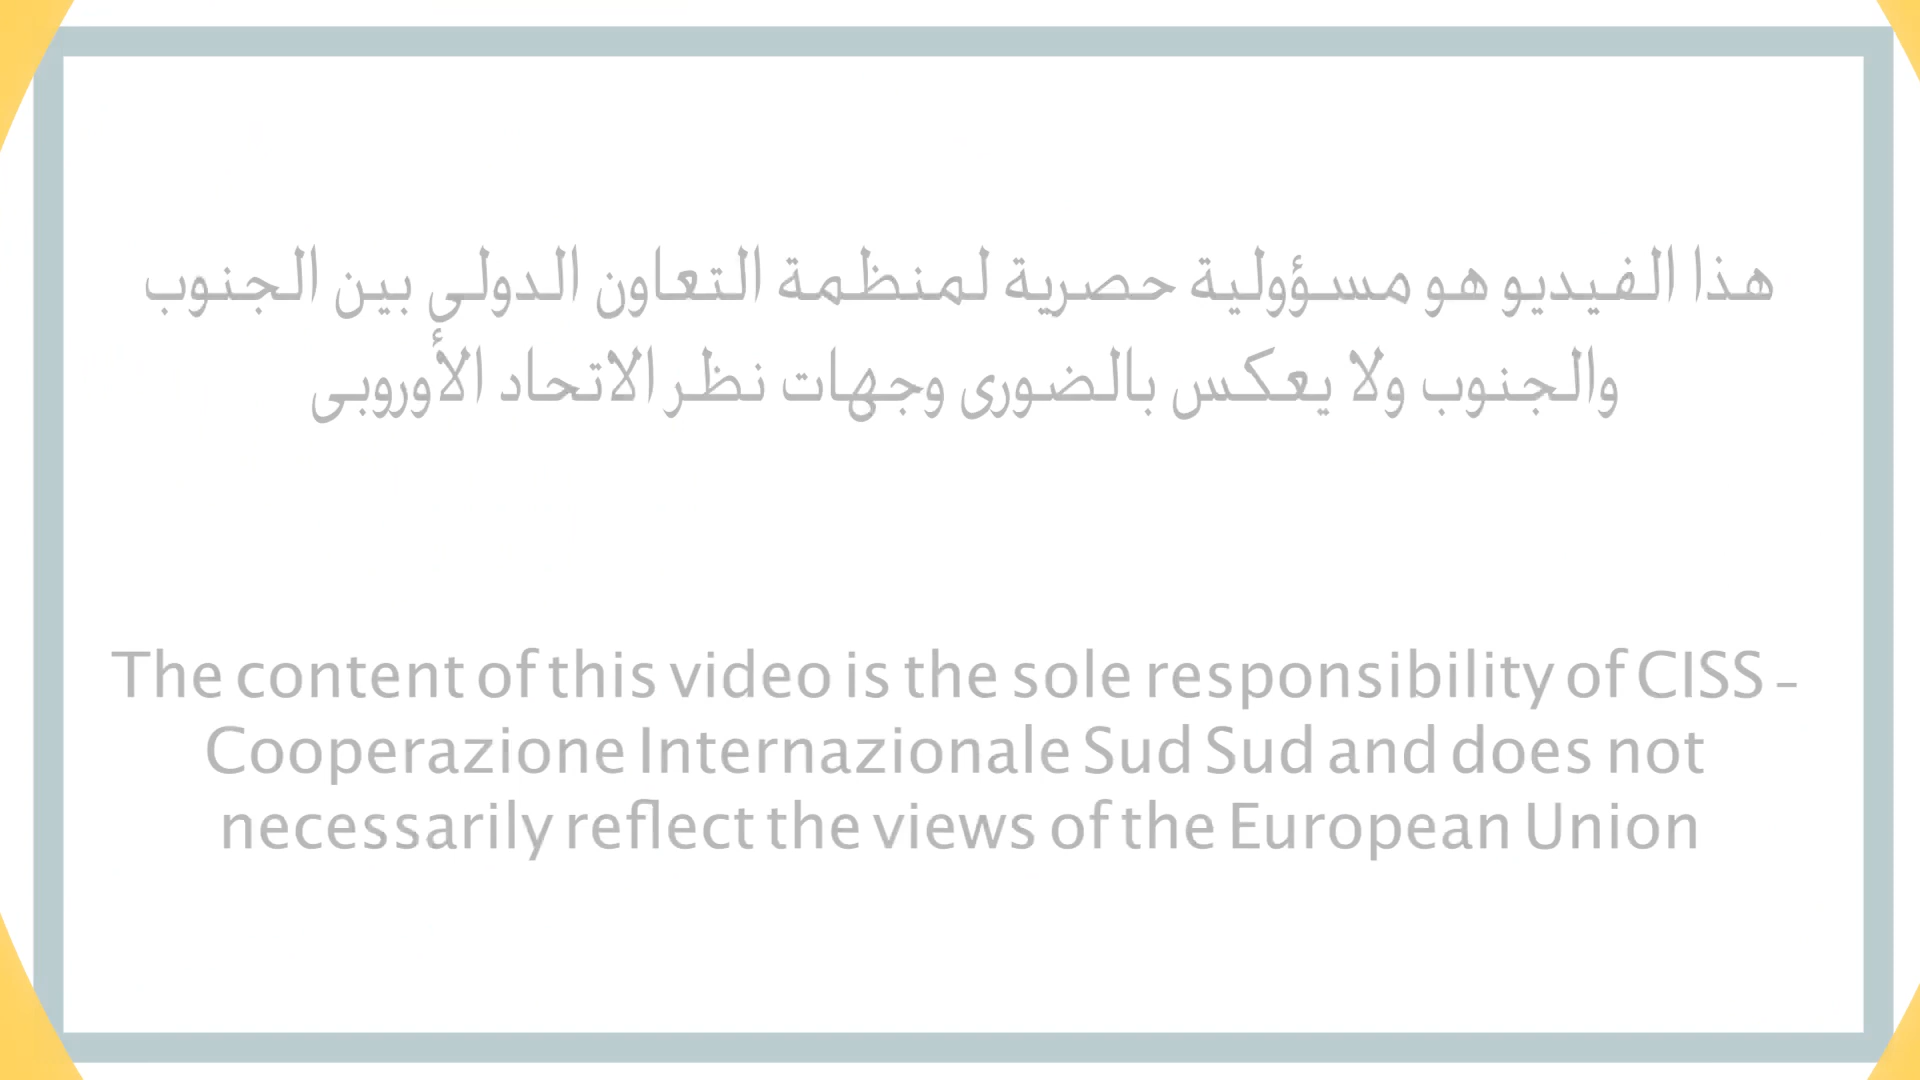 هذا الفيديو هو مسؤولية حصرية لمنظمة التعاون الدولى بين الجنوب
والجنوب ولا يعكس بالضورى وجهات نظر الاتحاد الأوروبى
The content of this video is the sole responsibility of CISS -
Cooperazione Internazionale Sud Sud and does not
necessarily reflect the views of the European Union